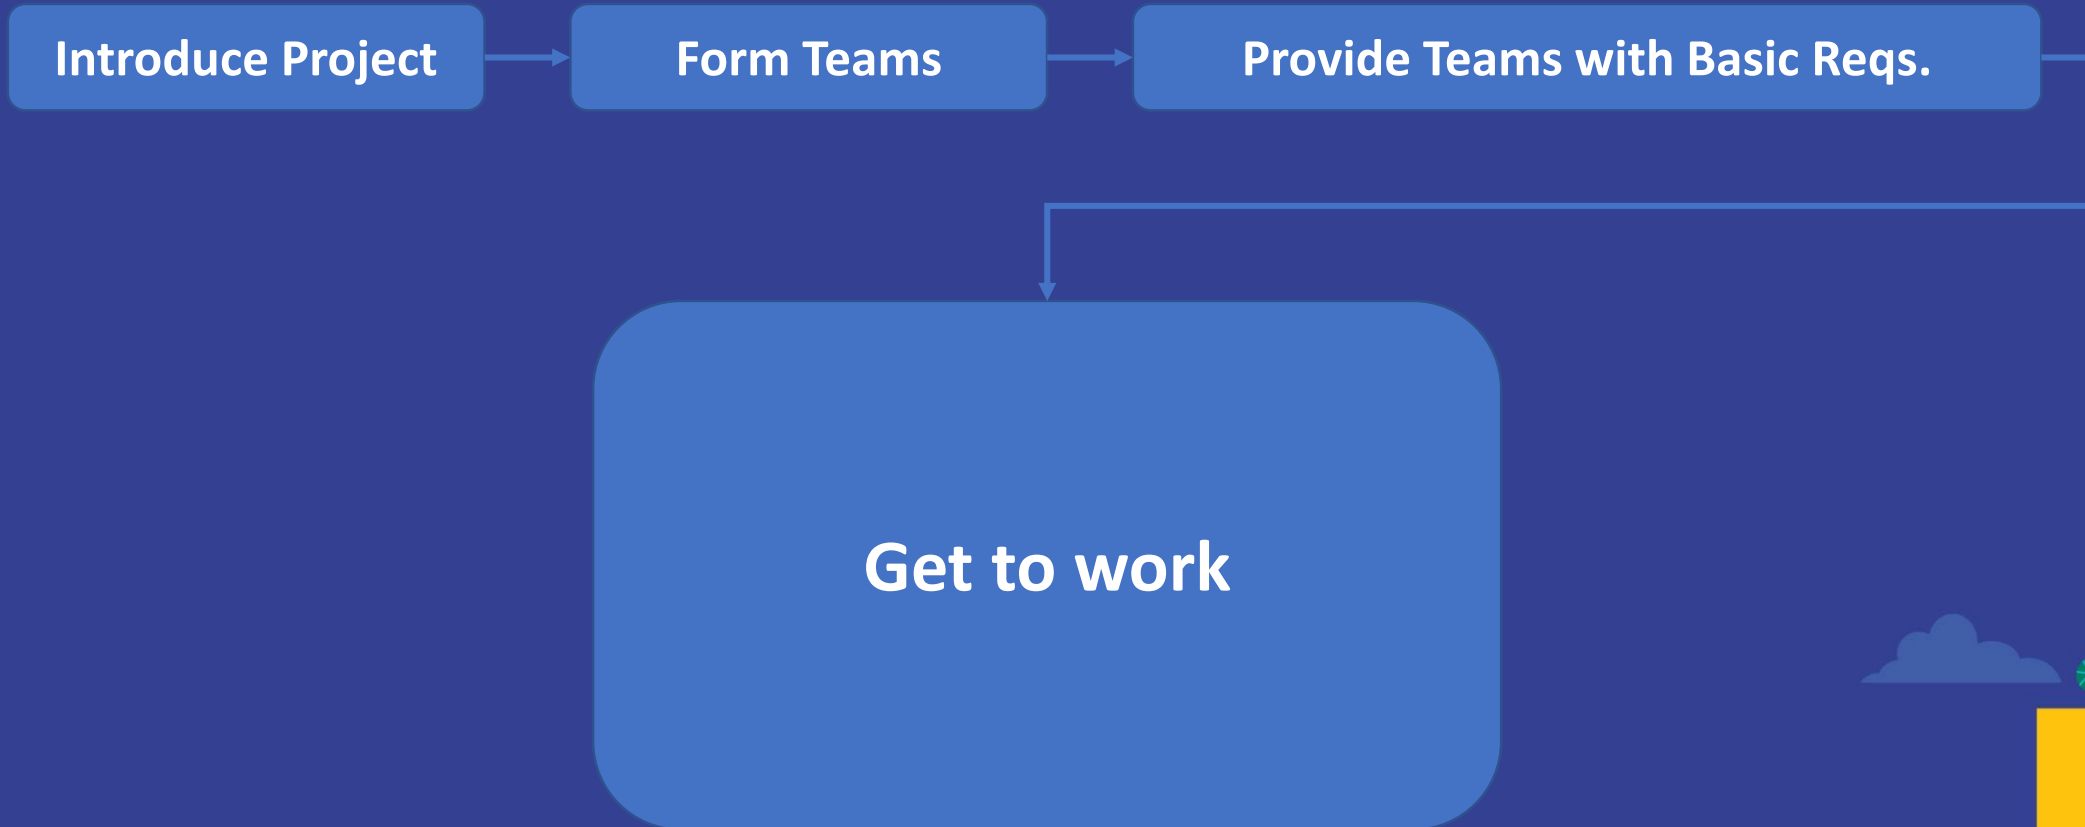 Introduce Project
Form Teams
Provide Teams with Basic Reqs.
Get to work